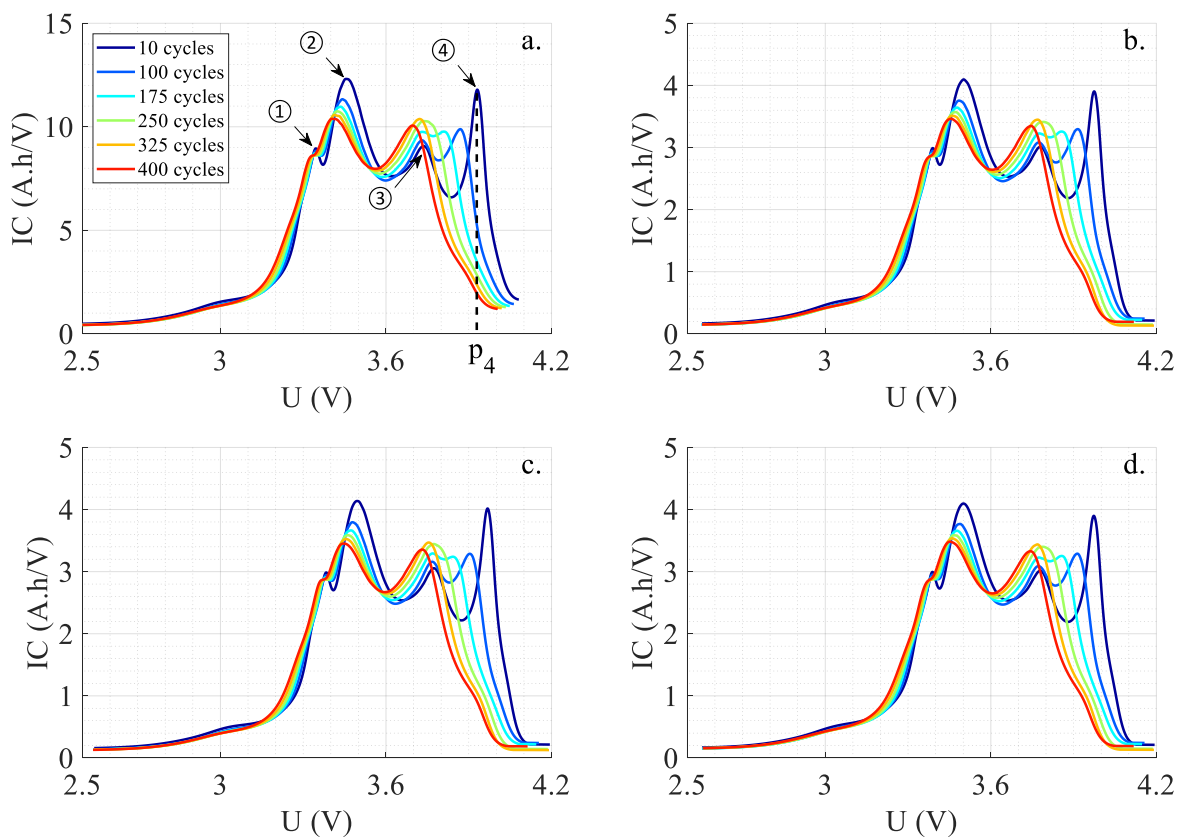 a.
IC (A.h/V)
15
10
5
0
10 cycles
100 cycles
175 cycles
250 cycles
325 cycles
400 cycles
①
②
③
④
p4
2.5 3 3.6 4.2
U (V)
b.
IC (A.h/V)
5
4
3
2
1
0
2.5 3 3.6 4.2
U (V)
c.
IC (A.h/V)
5
4
3
2
1
0
2.5 3 3.6 4.2
U (V)
d.
IC (A.h/V)
5
4
3
2
1
0
2.5 3 3.6 4.2
U (V)